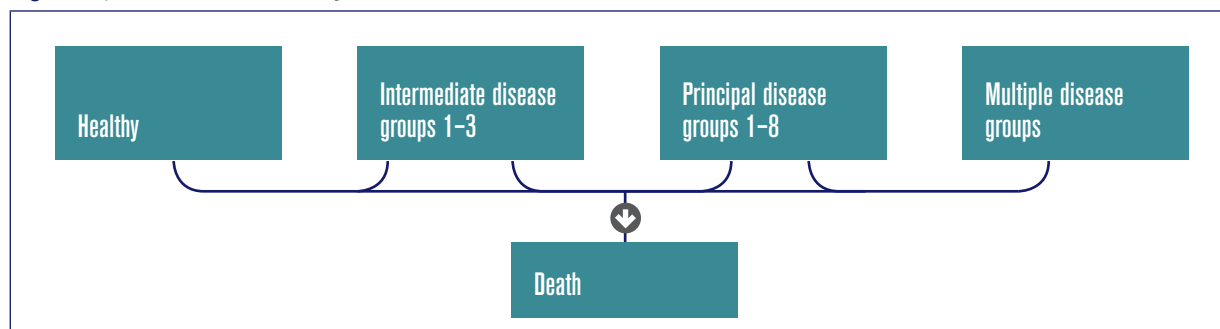 Healthy
Intermediate disease
groups 1–3
Principal disease
groups 1–8
Multiple disease
groups
Death